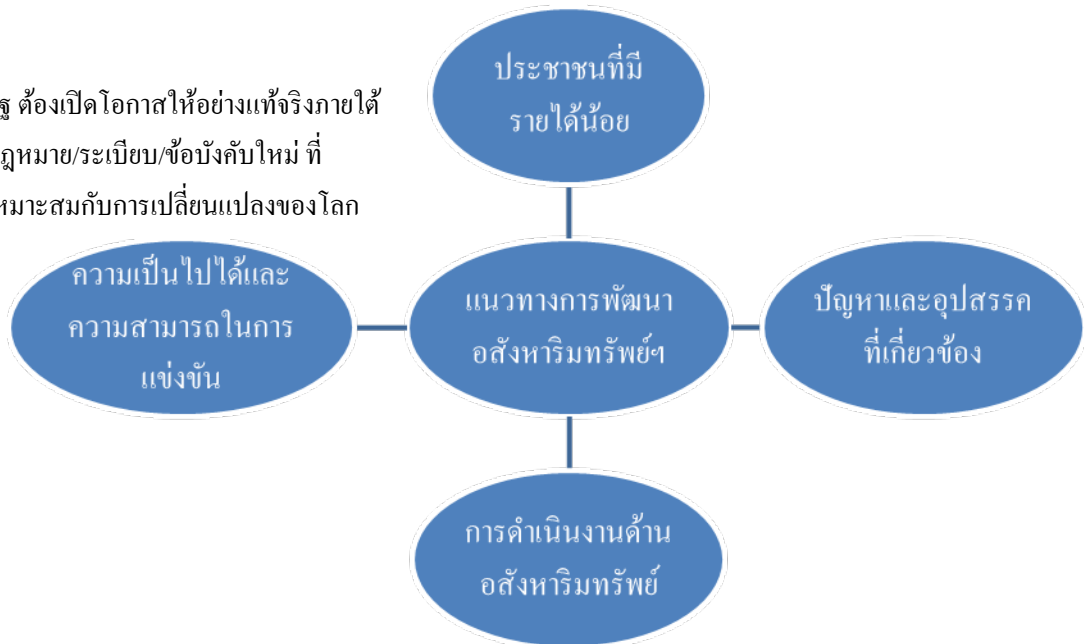 ประชาชนที่มี
รายได้น้อย
ต้องเปิดโอกาสให้อย่างแท้จริงภายใต้
กฎหมาย/ระเบียบ/ข้อบังคับใหม่ ที่
เหมาะสมกับการเปลี่ยนแปลงของโลก
ความเป็นไปได้และ
ความสามารถในการ
แข่งขัน
แนวทางการพัฒนา
อสังหาริมทรัพย์ฯ
ปัญหาและอุปสรรค
ที่เกี่ยวข้อง
การดำเนินงานด้าน
อสังหาริมทรัพย์